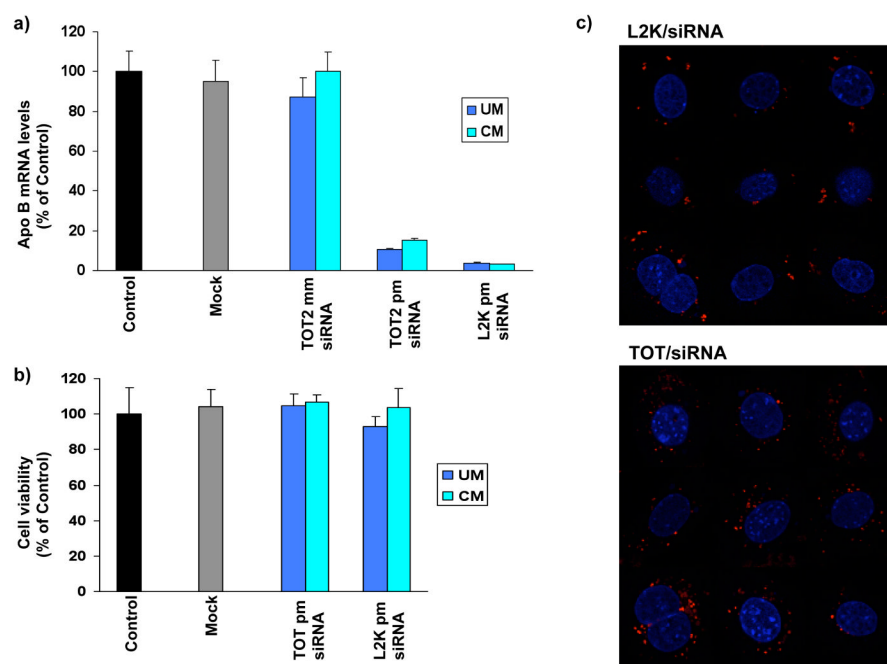 a)
120
100
80
60
40
20
0
Apo B mRNA levels
(% of Control)
UM
CM
Control
Mock
TOT2 mm
siRNA
TOT2 pm
siRNA
L2K pm
siRNA
b)
120
100
80
60
40
20
0
Cell viability
(% of Control)
UM
CM
Control
Mock
TOT pm
siRNA
L2K pm
siRNA
c)
L2K/siRNA
TOT/siRNA